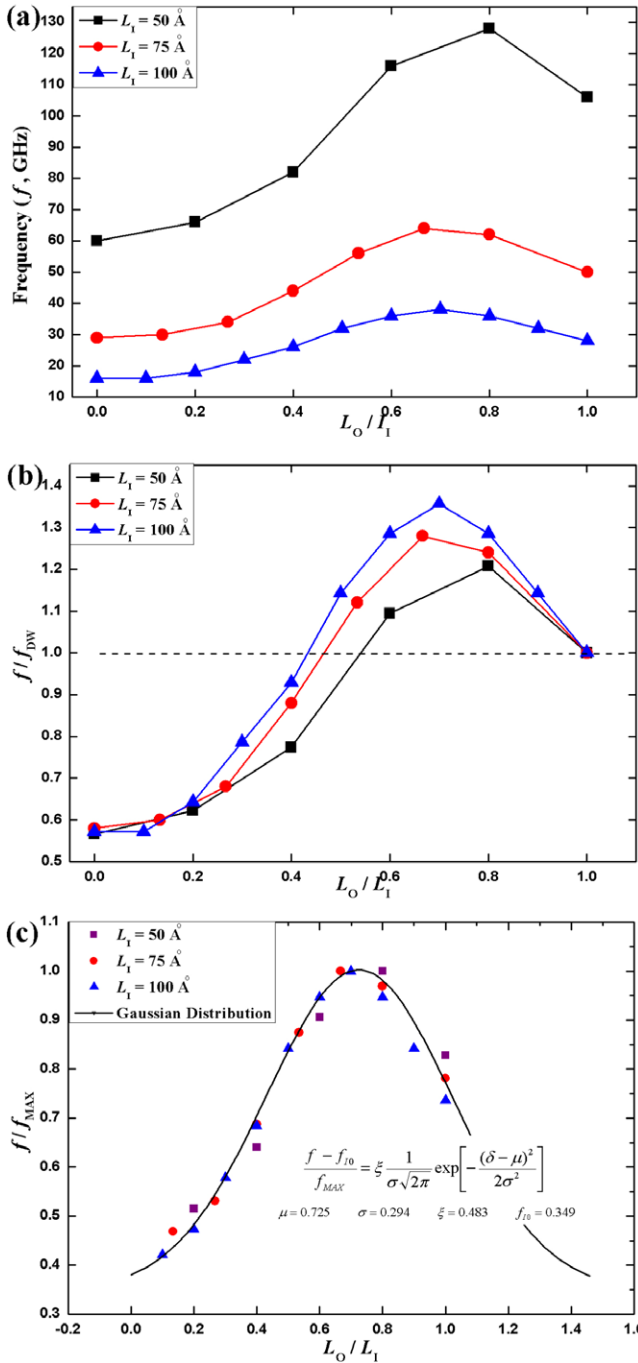 (a)
L_I = 50 Å
L_I = 75 Å
L_I = 100 Å
Frequency (f, GHz)
130
120
110
100
90
80
70
60
50
40
30
20
10
0.0 0.2 0.4 0.6 0.8 1.0
L_O / L_I
(b)
L_I = 50 Å
L_I = 75 Å
L_I = 100 Å
f / f_DW
1.4
1.3
1.2
1.1
1.0
0.9
0.8
0.7
0.6
0.5
0.0 0.2 0.4 0.6 0.8 1.0
L_O / L_I
(c)
L_I = 50 Å
L_I = 75 Å
L_I = 100 Å
Gaussian Distribution
f / f_MAX
1.1
1.0
0.9
0.8
0.7
0.6
0.5
0.4
0.3
(f − f_I0) / f_MAX = ξ 1/(σ√2π) exp[−(δ − μ)²/2σ²]
μ = 0.725 σ = 0.294 ξ = 0.483 f_I0 = 0.349
-0.2 0.0 0.2 0.4 0.6 0.8 1.0 1.2 1.4 1.6
L_O / L_I